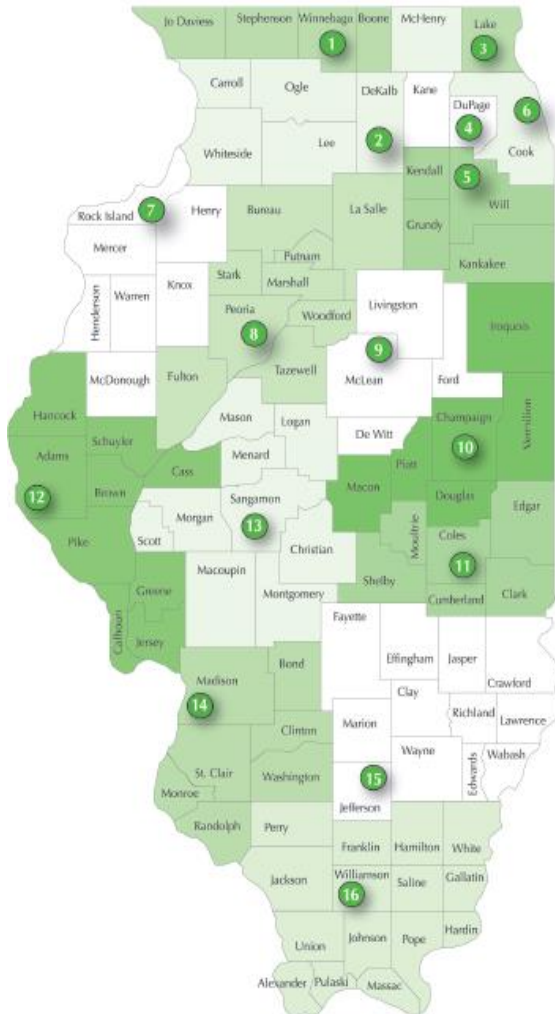 Jo Daviess
Stephenson
Winnebago
Boone
McHenry
Lake
1
3
Carroll
Ogle
DeKalb
Kane
DuPage
6
4
2
Whiteside
Lee
Cook
Kendall
5
7
Rock Island
Henry
Bureau
La Salle
Will
Grundy
Mercer
Putnam
Kankakee
Stark
Marshall
Henderson
Warren
Knox
Peoria
Woodford
Livingston
Iroquois
8
9
McDonough
Fulton
Tazewell
McLean
Ford
Hancock
Mason
Logan
De Witt
Champaign
Vermilion
Schuyler
Adams
Menard
10
Cass
Piatt
12
Brown
Sangamon
Macon
Douglas
Edgar
Morgan
13
Moultrie
Coles
Pike
Scott
Christian
11
Macoupin
Shelby
Greene
Montgomery
Cumberland
Clark
Calhoun
Fayette
Jersey
Effingham
Jasper
Bond
Madison
Crawford
Clay
14
Richland
Lawrence
Marion
Clinton
Wayne
Edwards
Wabash
St. Clair
15
Washington
Monroe
Jefferson
Randolph
Perry
Franklin
Hamilton
White
Jackson
Williamson
Saline
Gallatin
16
Hardin
Union
Johnson
Pope
Alexander
Pulaski
Massac